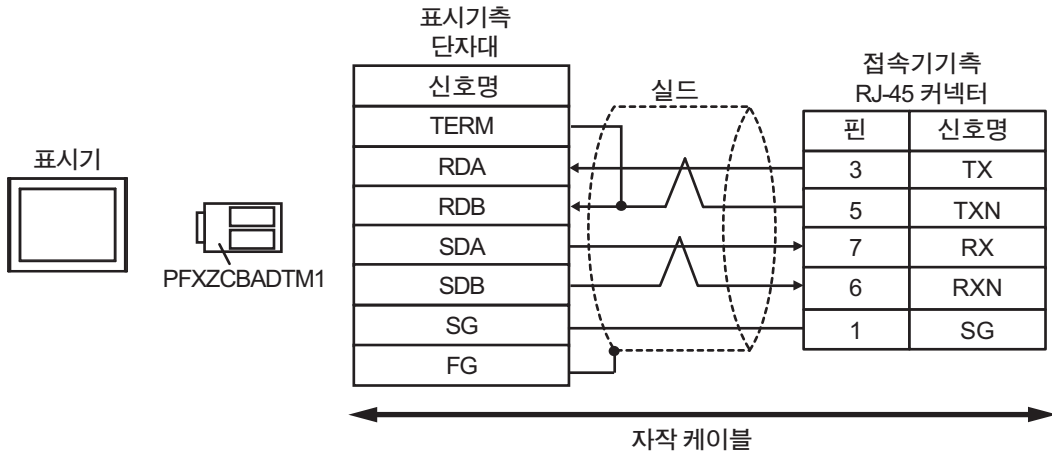 표시기
PFXZCBADTM1
표시기측
단자대
신호명
TERM
RDA
RDB
SDA
SDB
SG
FG
실드
접속기기측
RJ-45 커넥터
핀 신호명
3 TX
5 TXN
7 RX
6 RXN
1 SG
자작 케이블